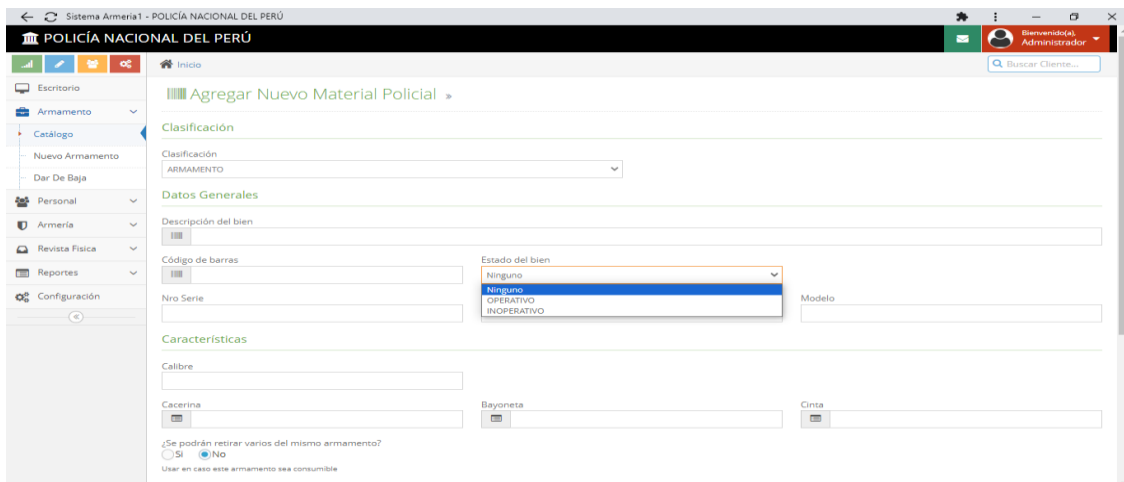 Sistema Armeria1 - POLICÍA NACIONAL DEL PERÚ
POLICÍA NACIONAL DEL PERÚ
Bienvenido(a),
Administrador
Inicio
Buscar Cliente...
Escritorio
Armamento
Catálogo
Nuevo Armamento
Dar De Baja
Personal
Armería
Revista Fisica
Reportes
Configuración
Agregar Nuevo Material Policial »
Clasificación
Clasificación
ARMAMENTO
Datos Generales
Descripción del bien
Código de barras
Estado del bien
Ninguno
Ninguno
OPERATIVO
INOPERATIVO
Nro Serie
Modelo
Características
Calibre
Cacerina
Bayoneta
Cinta
¿Se podrán retirar varios del mismo armamento?
Si No
Usar en caso este armamento sea consumible